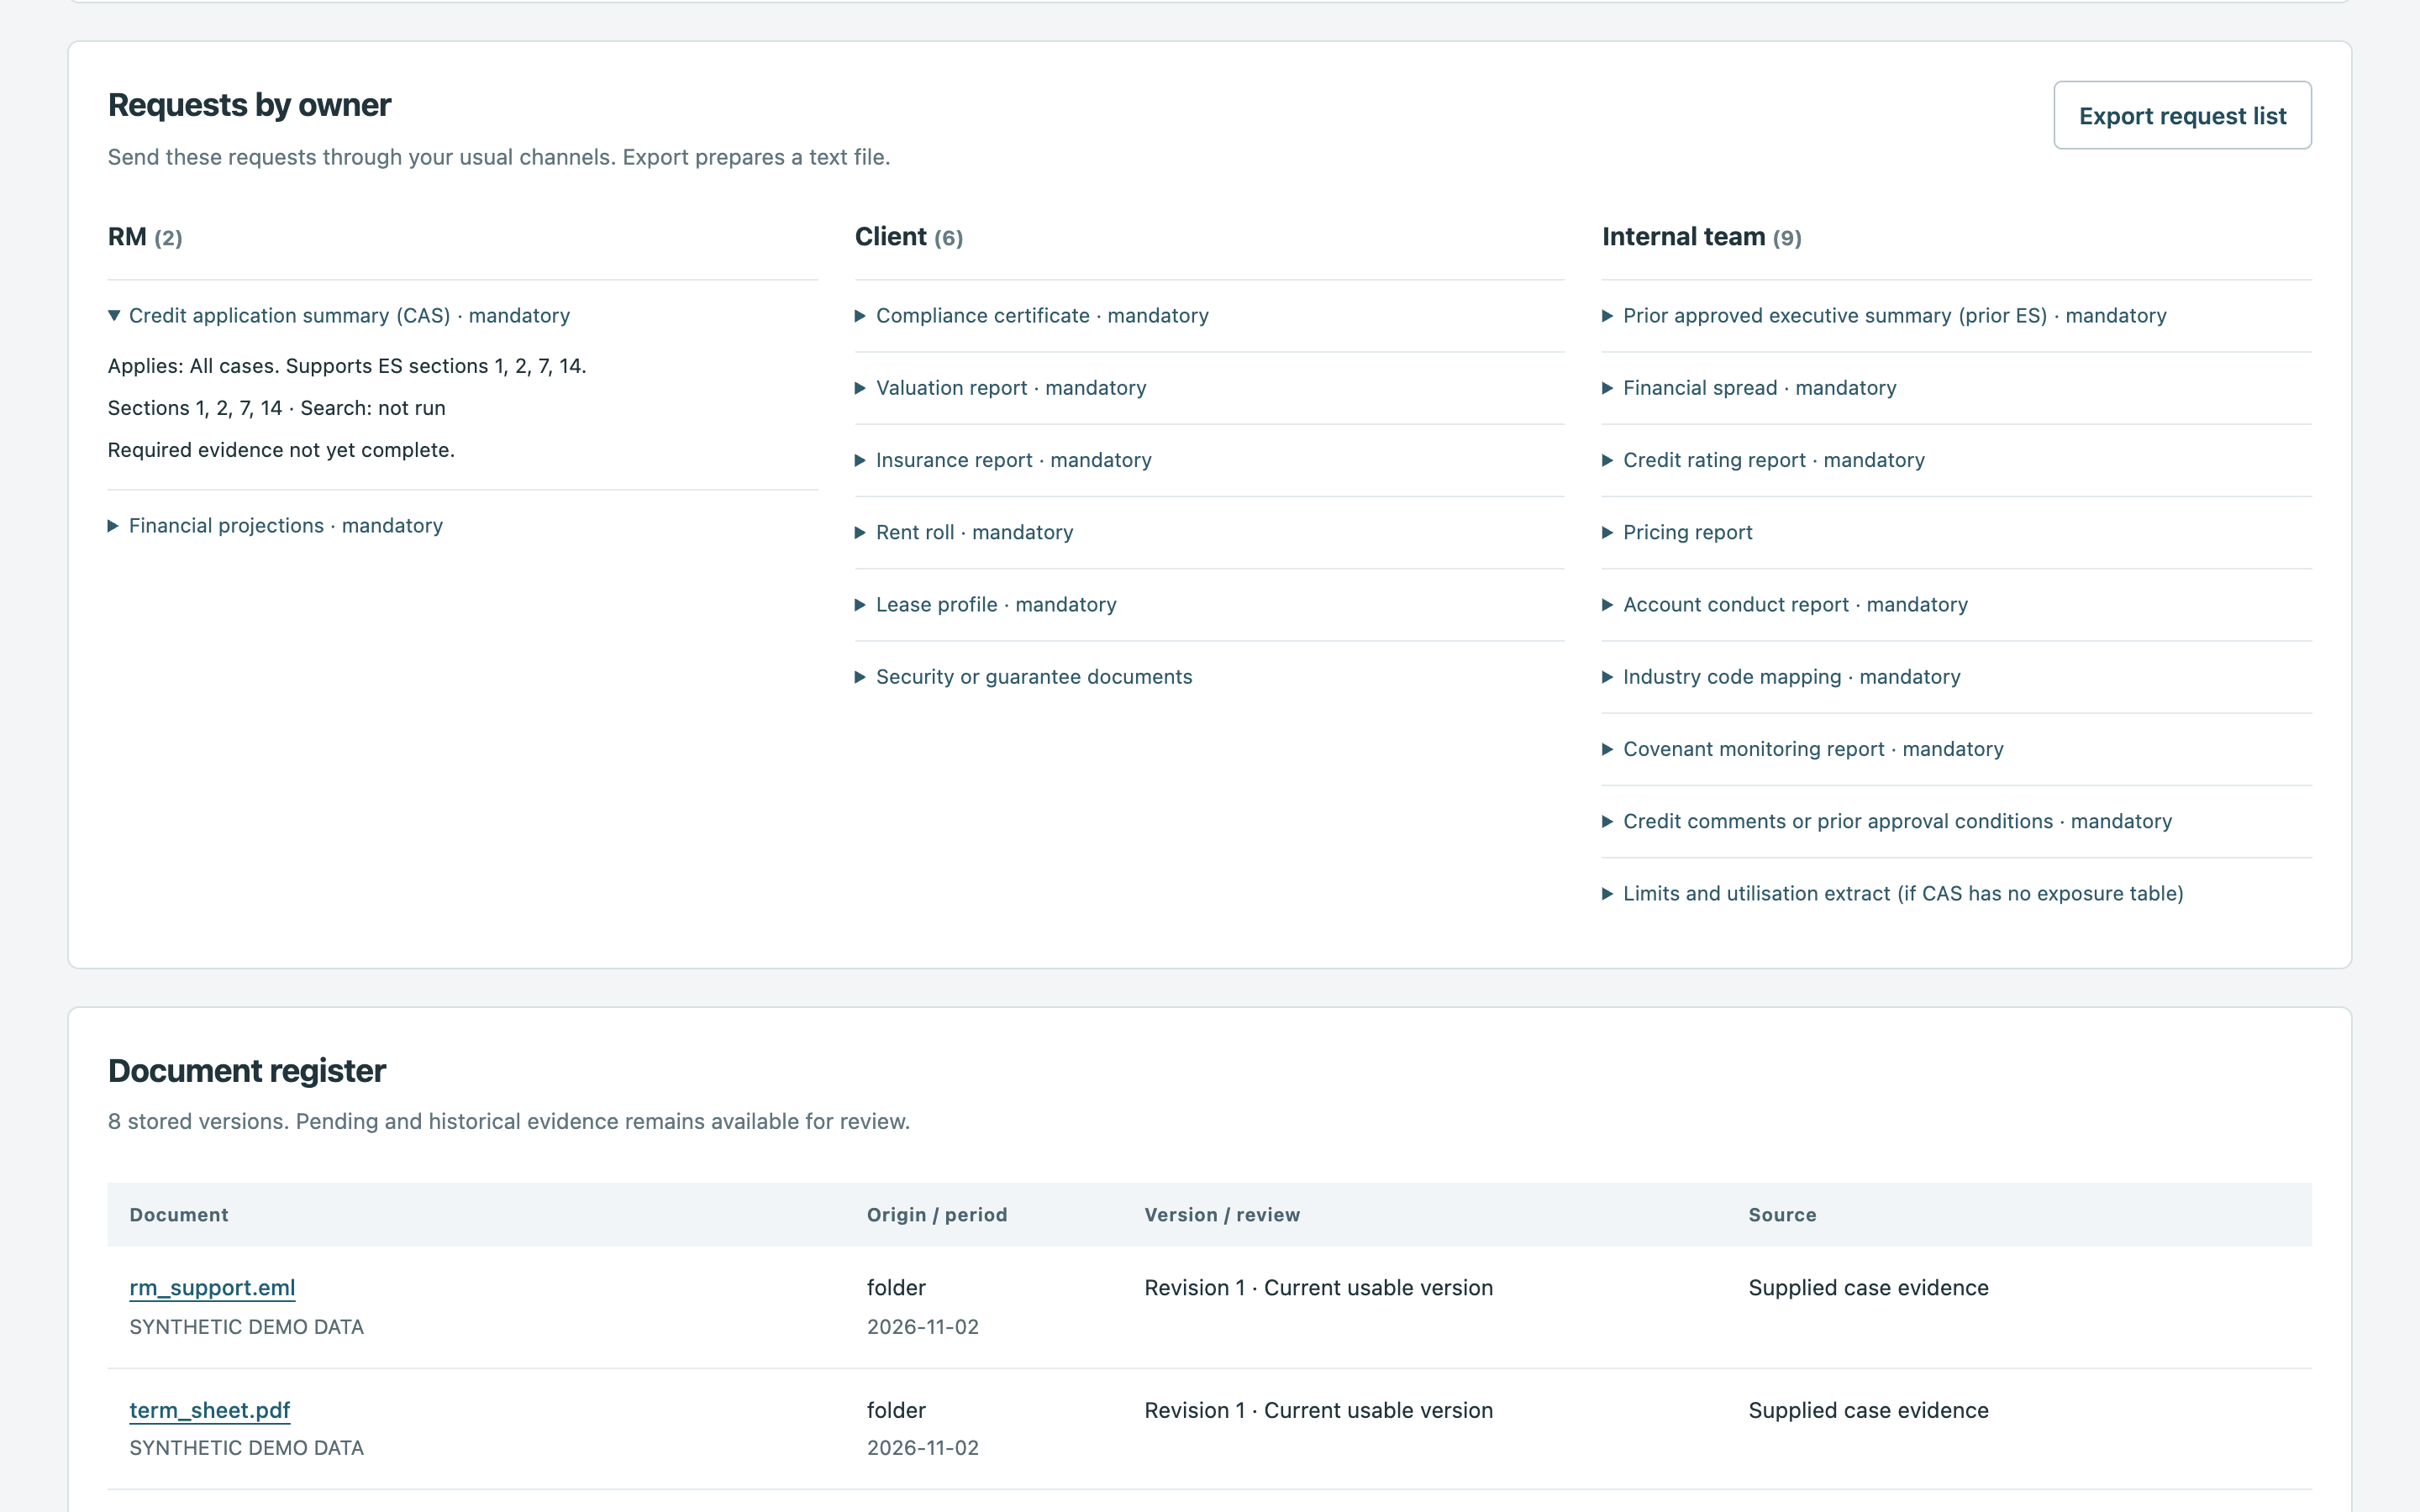 Requests by owner
Export request list
Send these requests through your usual channels. Export prepares a text file.
RM (2)
▼ Credit application summary (CAS) · mandatory
Applies: All cases. Supports ES sections 1, 2, 7, 14.
Sections 1, 2, 7, 14 · Search: not run
Required evidence not yet complete.
▶ Financial projections · mandatory
Client (6)
▶ Compliance certificate · mandatory
▶ Valuation report · mandatory
▶ Insurance report · mandatory
▶ Rent roll · mandatory
▶ Lease profile · mandatory
▶ Security or guarantee documents
Internal team (9)
▶ Prior approved executive summary (prior ES) · mandatory
▶ Financial spread · mandatory
▶ Credit rating report · mandatory
▶ Pricing report
▶ Account conduct report · mandatory
▶ Industry code mapping · mandatory
▶ Covenant monitoring report · mandatory
▶ Credit comments or prior approval conditions · mandatory
▶ Limits and utilisation extract (if CAS has no exposure table)
Document register
8 stored versions. Pending and historical evidence remains available for review.
Document Origin / period Version / review Source
rm_support.eml folder Revision 1 · Current usable version Supplied case evidence
SYNTHETIC DEMO DATA 2026-11-02
term_sheet.pdf folder Revision 1 · Current usable version Supplied case evidence
SYNTHETIC DEMO DATA 2026-11-02